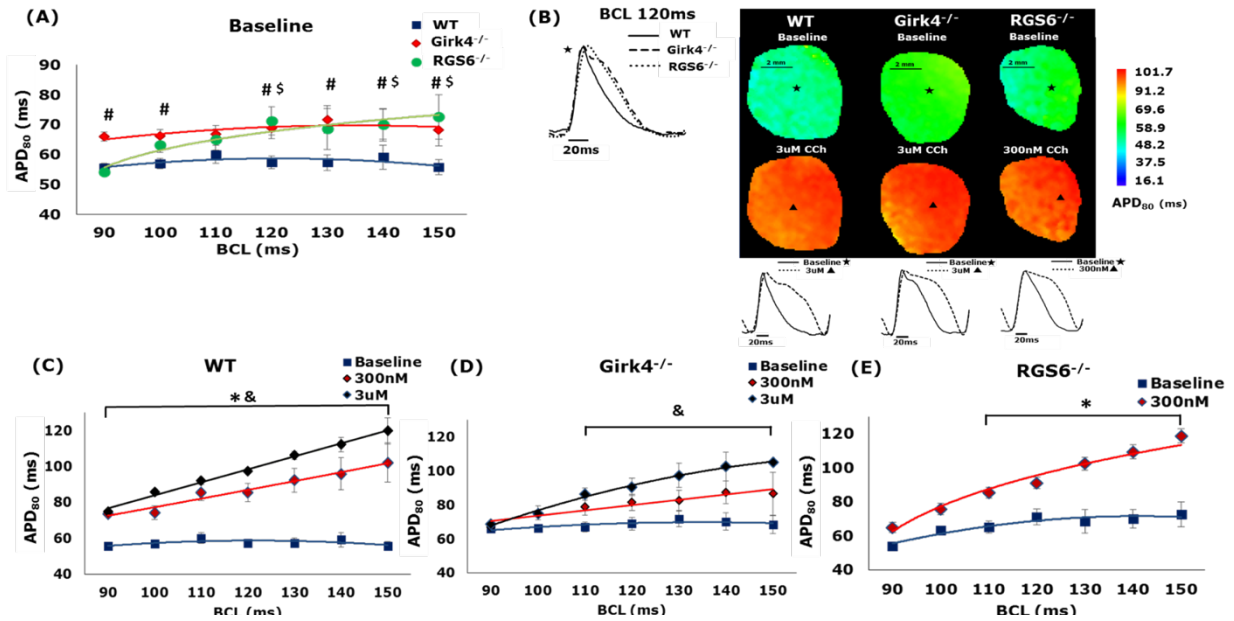 (A)
Baseline
WT
Girk4-/-
RGS6-/-
90
80
70
60
50
40
APD80 (ms)
# # # $ # # $ # $
90 100 110 120 130 140 150
BCL (ms)
(B)
BCL 120ms
WT
Girk4-/-
RGS6-/-
20ms
WT Girk4-/- RGS6-/-
Baseline Baseline Baseline
2 mm 2 mm 2 mm
3uM CCh 3uM CCh 300nM CCh
101.7
91.6
79.6
69.6
58.9
48.2
37.5
26.8
16.1
APD80 (ms)
Baseline ★ Baseline ★ Baseline ★
3uM ▲ 3uM ▲ 300nM ▲
20ms 20ms 20ms
(C)
WT
Baseline
300nM
3uM
* &
120
100
80
60
40
APD80 (ms)
90 100 110 120 130 140 150
BCL (ms)
(D)
Girk4-/-
Baseline
300nM
3uM
&
120
100
80
60
40
APD80 (ms)
90 100 110 120 130 140 150
BCL (ms)
(E)
RGS6-/-
Baseline
300nM
*
120
100
80
60
40
APD80 (ms)
90 100 110 120 130 140 150
BCL (ms)